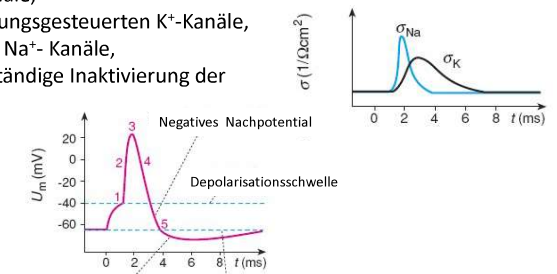 ungsgesteuerten K⁺-Kanäle,
Na⁺- Kanäle,
tändige Inaktivierung der
σ (1/Ωcm²)
σNa
σK
0 2 4 6 8 t (ms)
Negatives Nachpotential
Depolarisationsschwelle
Um (mV)
20
0
-20
-40
-60
1
2
3
4
5
0 2 4 6 8 t (ms)